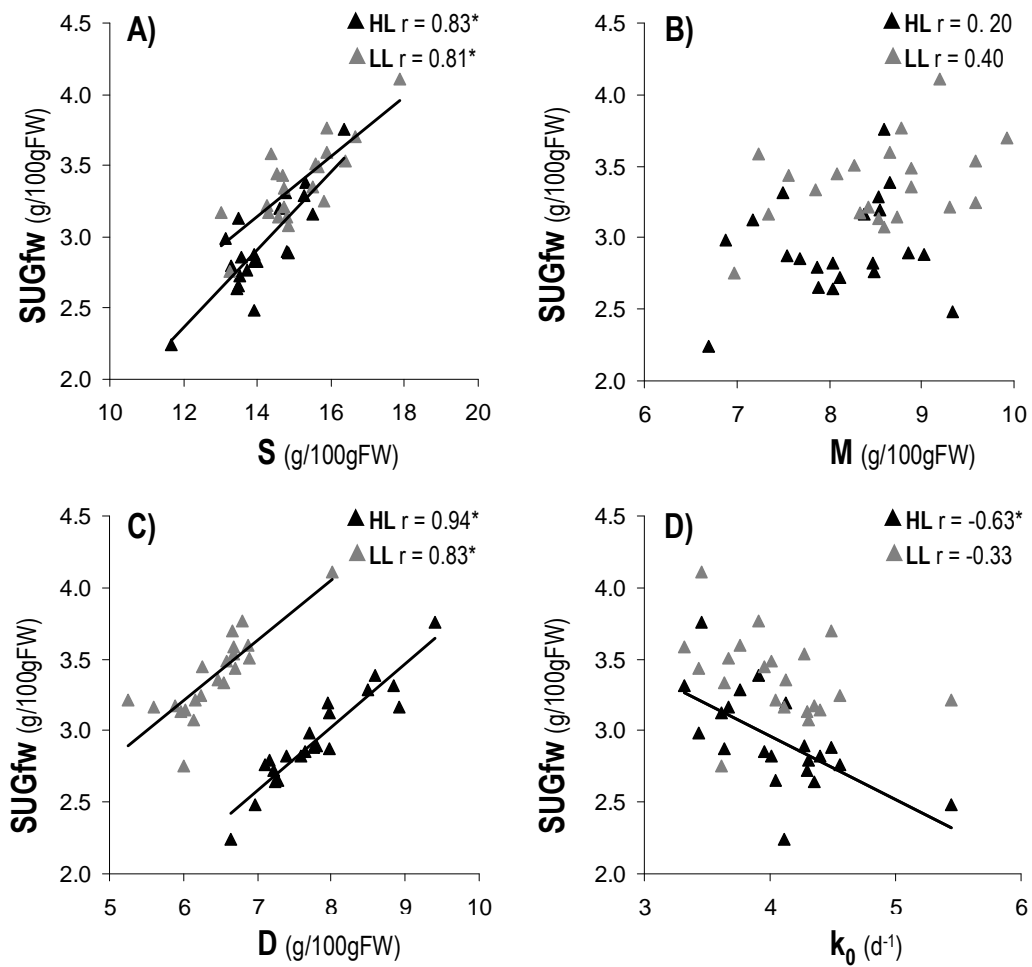 A)
▲ HL r = 0.83*
▲ LL r = 0.81*
SUGfw (g/100gFW)
4.5
4.0
3.5
3.0
2.5
2.0
10 12 14 16 18 20
S (g/100gFW)
B)
▲ HL r = 0. 20
▲ LL r = 0.40
SUGfw (g/100gFW)
4.5
4.0
3.5
3.0
2.5
2.0
6 7 8 9 10
M (g/100gFW)
C)
▲ HL r = 0.94*
▲ LL r = 0.83*
SUGfw (g/100gFW)
4.5
4.0
3.5
3.0
2.5
2.0
5 6 7 8 9 10
D (g/100gFW)
D)
▲ HL r = -0.63*
▲ LL r = -0.33
SUGfw (g/100gFW)
4.5
4.0
3.5
3.0
2.5
2.0
3 4 5 6
k₀ (d⁻¹)